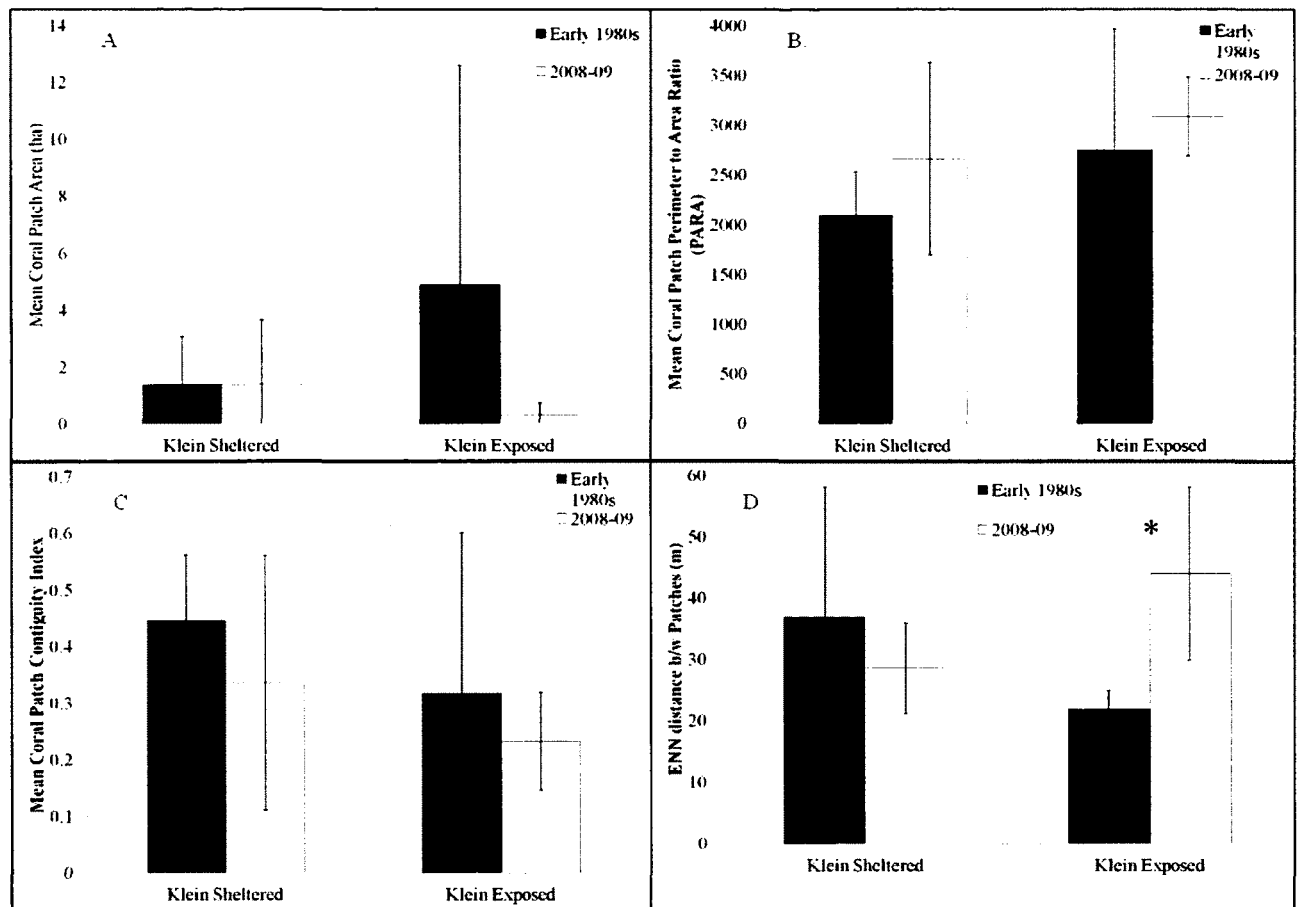 A
Early 1980s
2008-09
Mean Coral Patch Area (ha)
14
12
10
8
6
4
2
0
Klein Sheltered
Klein Exposed
B.
Early
1980s
2008-09
Mean Coral Patch Perimeter to Area Ratio
(PARA)
4000
3500
3000
2500
2000
1500
1000
500
0
Klein Sheltered
Klein Exposed
C
Early
1980s
2008-09
Mean Coral Patch Contiguity Index
0.7
0.6
0.5
0.4
0.3
0.2
0.1
0
Klein Sheltered
Klein Exposed
D
Early 1980s
2008-09
*
ENN distance b/w Patches (m)
60
50
40
30
20
10
0
Klein Sheltered
Klein Exposed